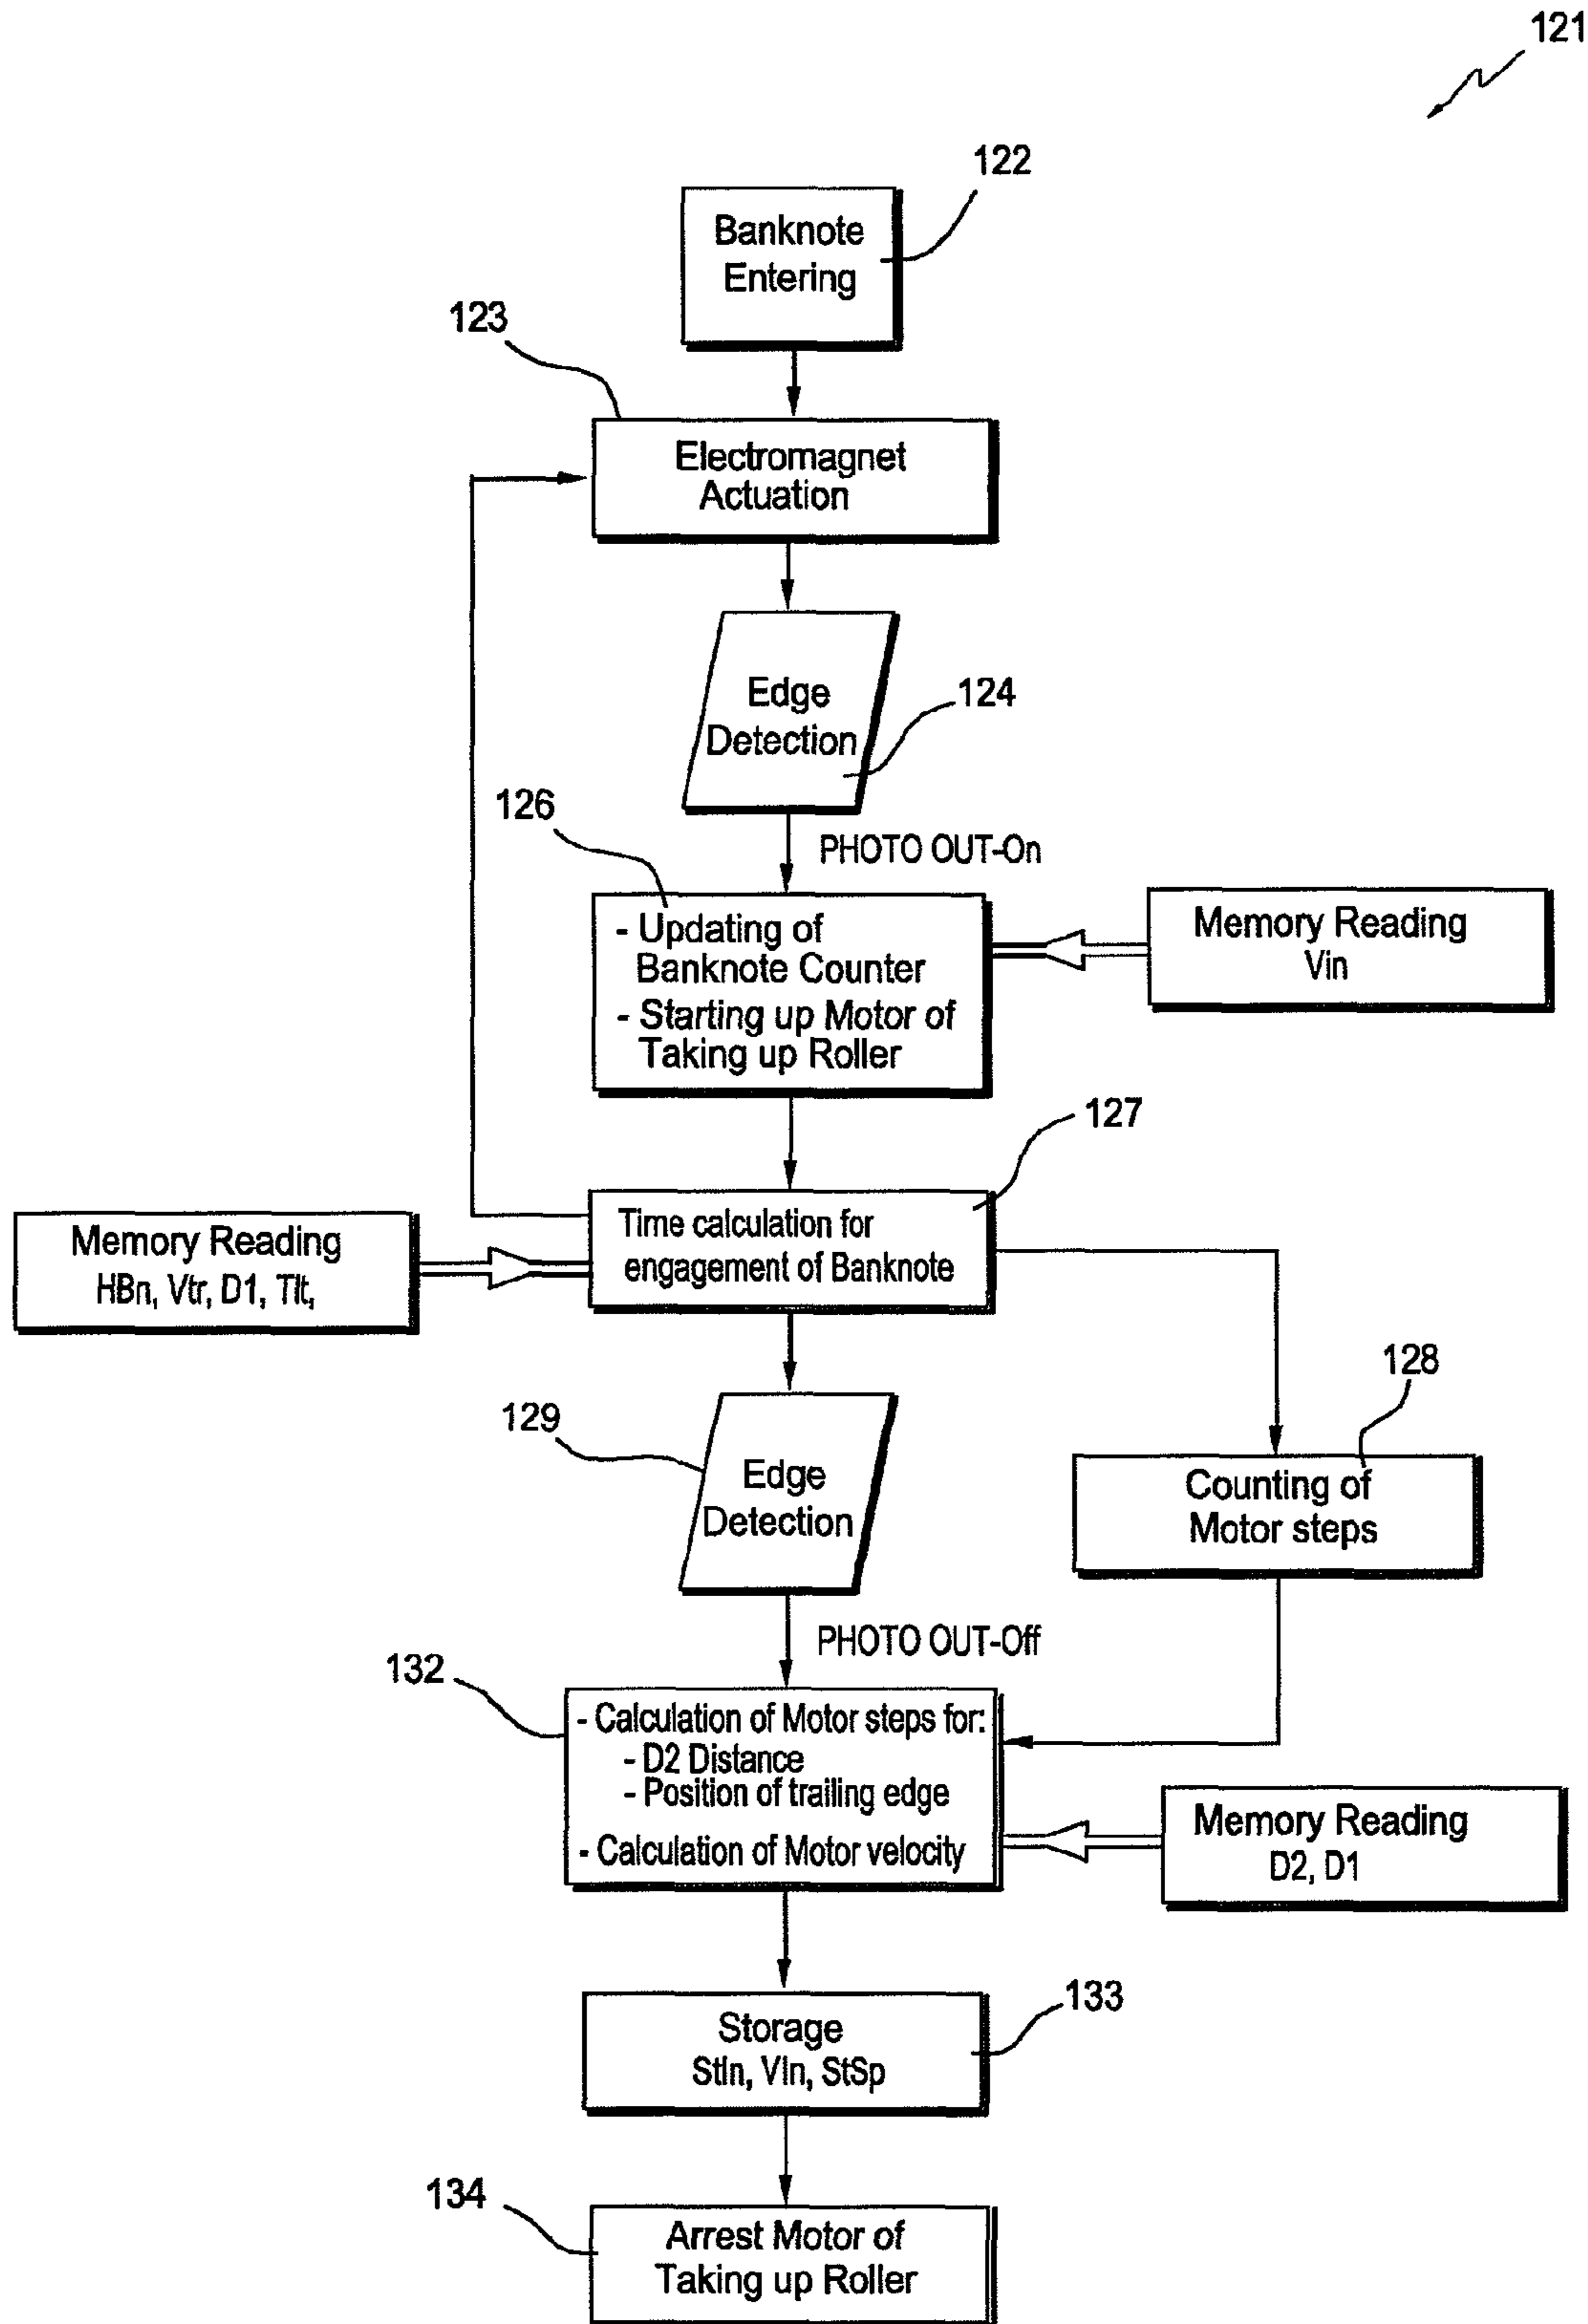 121
122
Banknote
Entering
123
Electromagnet
Actuation
Edge
Detection
124
PHOTO OUT-On
126
- Updating of
Banknote Counter
- Starting up Motor of
Taking up Roller
Memory Reading
Vin
127
Time calculation for
engagement of Banknote
Memory Reading
HBn, Vtr, D1, Tlt,
128
Counting of
Motor steps
129
Edge
Detection
PHOTO OUT-Off
132
- Calculation of Motor steps for:
- D2 Distance
- Position of trailing edge
- Calculation of Motor velocity
Memory Reading
D2, D1
133
Storage
StIn, VIn, StSp
134
Arrest Motor of
Taking up Roller